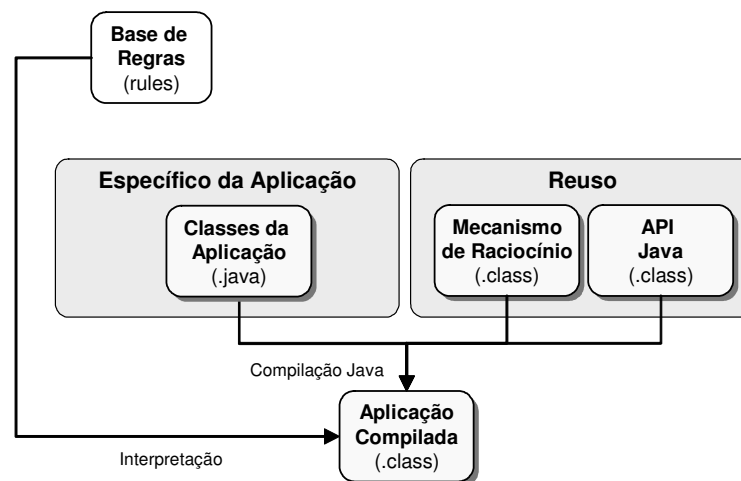 Base de
Regras
(rules)
Específico da Aplicação
Reuso
Classes da
Aplicação
(.java)
Mecanismo
de Raciocínio
(.class)
API
Java
(.class)
Compilação Java
Aplicação
Compilada
(.class)
Interpretação